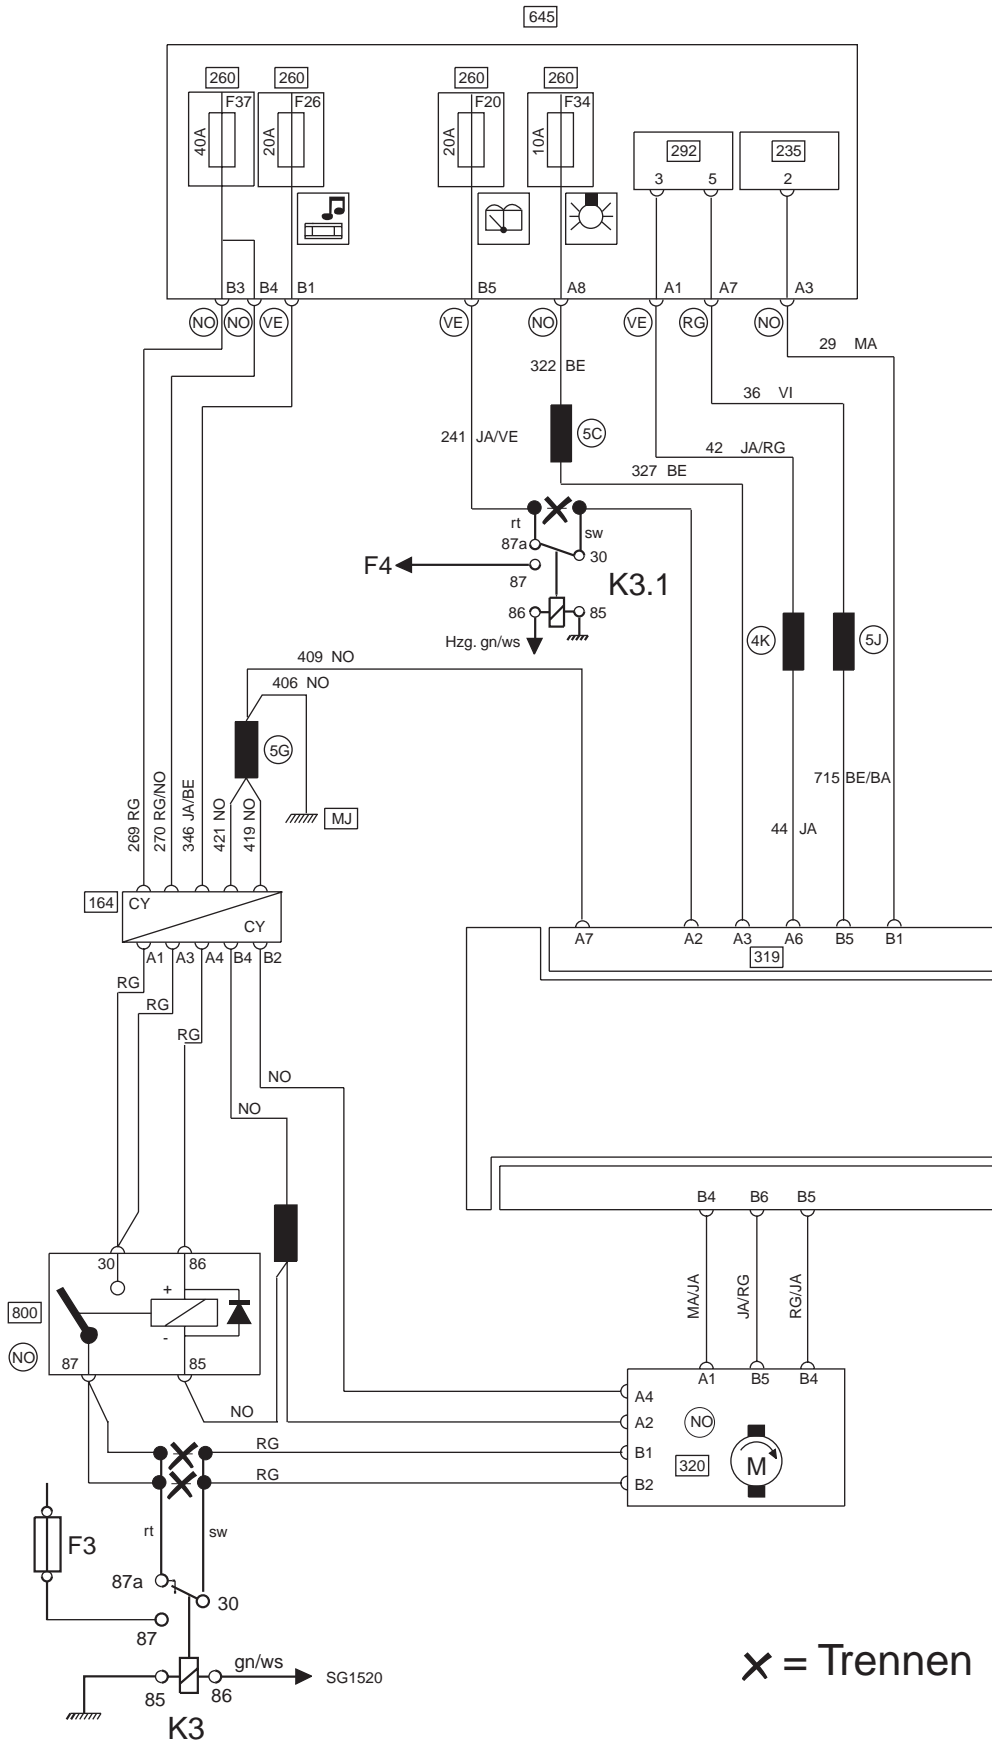 645
260 260 260 260
F37 F26 F20 F34
40A 20A 20A 10A
292 235
3 5 2
B3 B4 B1 B5 A8 A1 A7 A3
NO NO VE VE NO VE RG NO
29 MA
322 BE
36 VI
5C
241 JA/VE
42 JA/RG
327 BE
rt sw
87a 30
F4
87
K3.1
86 85
Hzg. gn/ws
4K 5J
409 NO
406 NO
5G
715 BE/BA
MJ
269 RG
270 RG/NO
346 JA/BE
421 NO
419 NO
44 JA
164 CY
CY
A7 A2 A3 A6 B5 B1
319
A1 A3 A4 B4 B2
RG
RG
RG
NO
NO
B4 B6 B5
30 86
+
MA/JA
JA/RG
RG/JA
800
-
NO
87 85
A1 B5 B4
A4
NO
A2 NO
RG
B1
320 M
RG
B2
rt sw
F3
87a
30
87
gn/ws
SG1520
85 86
K3
x = Trennen